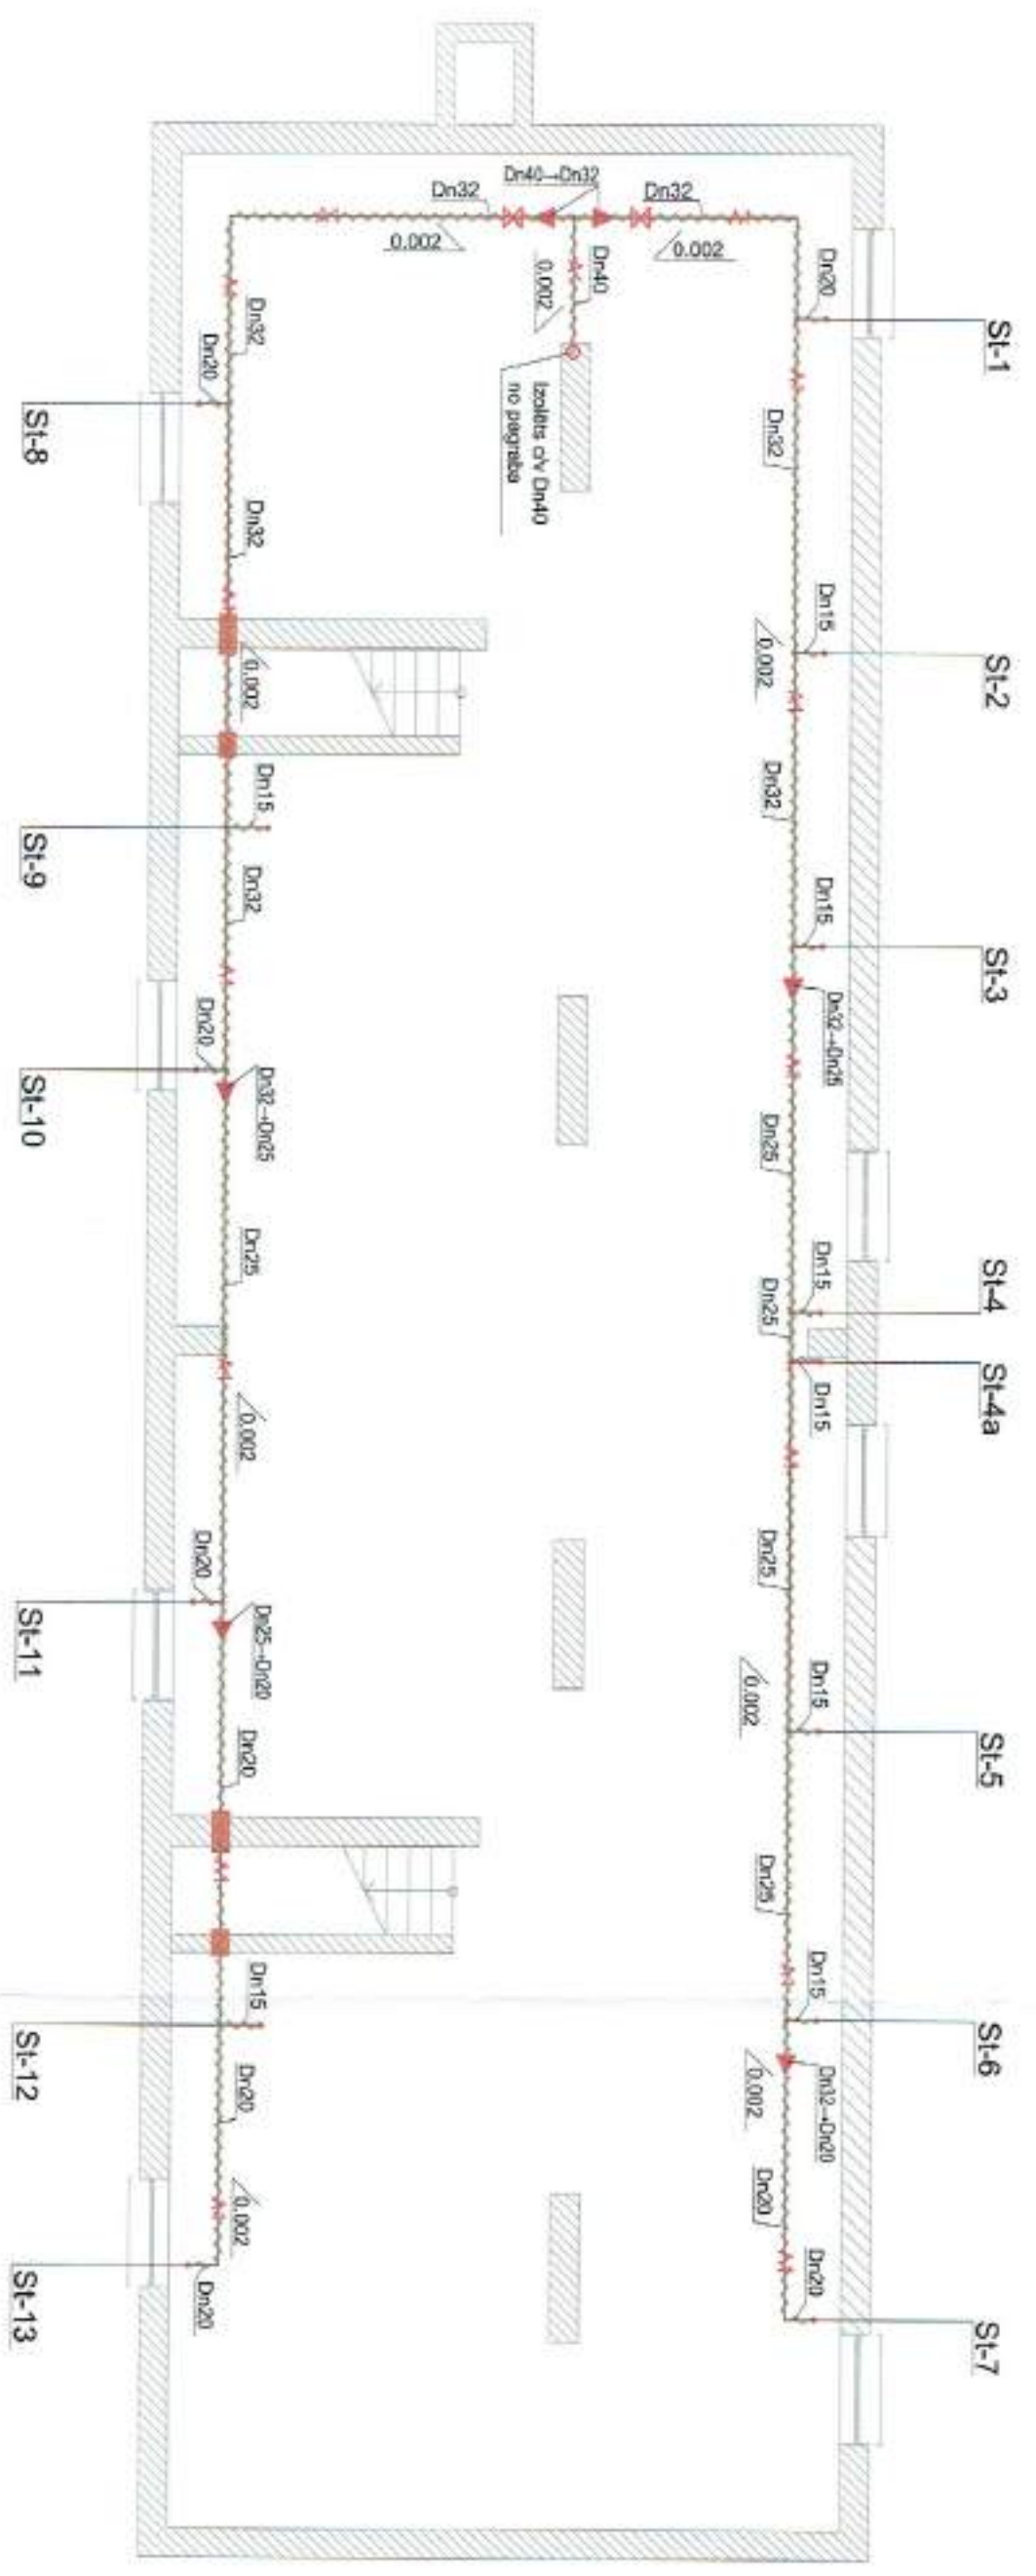 Dn40→Dn32
Dn32
Dn32
0.002
0.002
Dn40
0.002
Izolēts c/v Dn40
no pagraba
Dn20
St-1
Dn32
Dn15
St-2
0.002
Dn32
Dn15
St-3
Dn32→Dn25
Dn25
Dn15
St-4
Dn25
St-4a
Dn15
Dn25
0.002
Dn15
St-5
Dn25
Dn15
St-6
Dn32→Dn20
0.002
Dn20
Dn20
St-7
Dn32
Dn20
St-8
Dn32
0.002
Dn15
St-9
Dn32
Dn20
St-10
Dn32→Dn25
Dn25
0.002
Dn20
St-11
Dn25→Dn20
Dn20
Dn15
St-12
Dn20
0.002
Dn20
St-13